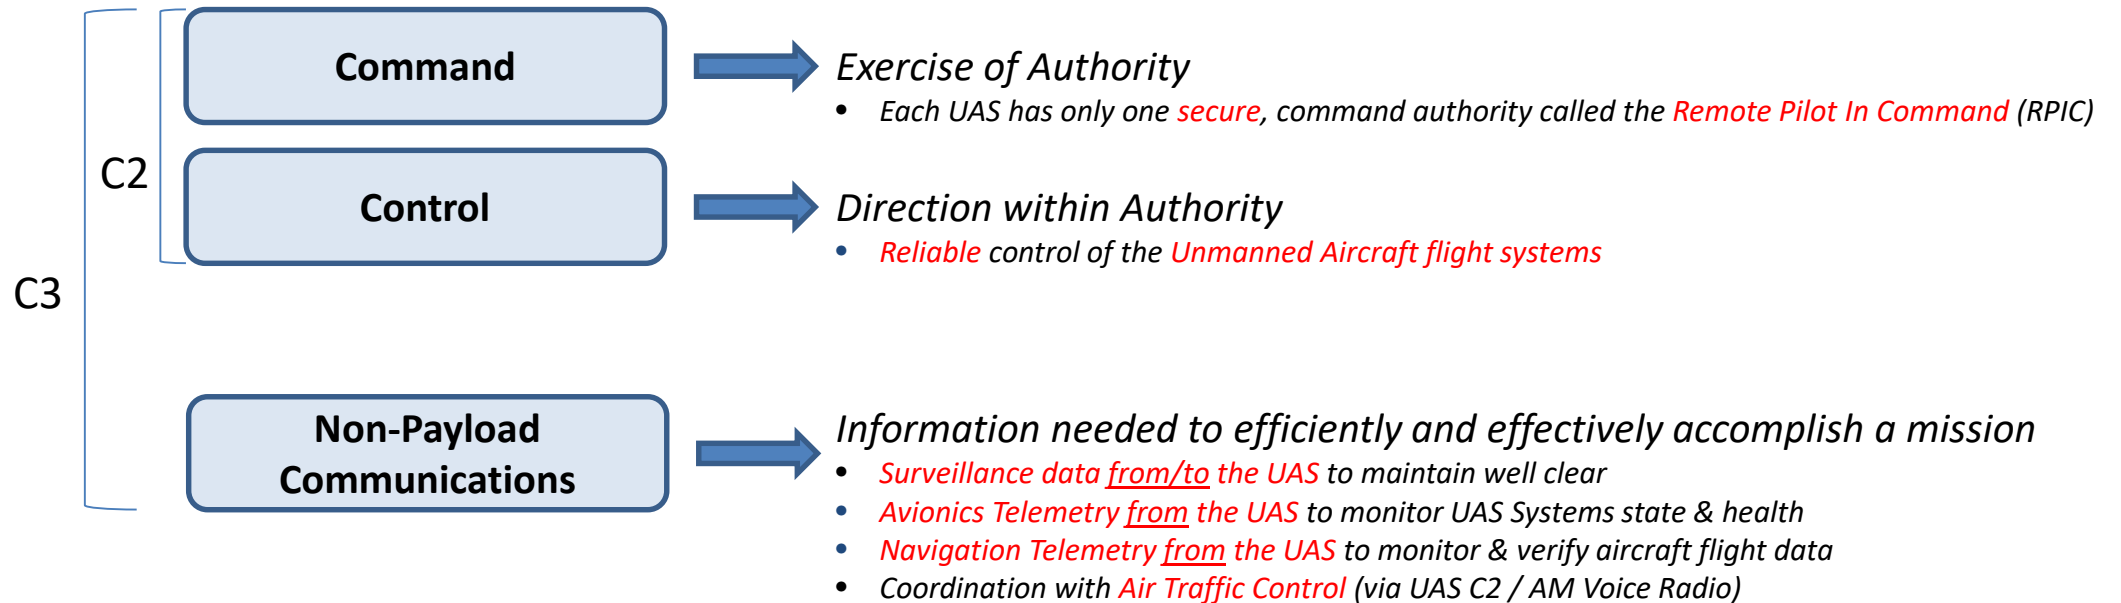 C3
C2
Command
Exercise of Authority
• Each UAS has only one secure, command authority called the Remote Pilot In Command (RPIC)
Control
Direction within Authority
• Reliable control of the Unmanned Aircraft flight systems
Non-Payload
Communications
Information needed to efficiently and effectively accomplish a mission
• Surveillance data from/to the UAS to maintain well clear
• Avionics Telemetry from the UAS to monitor UAS Systems state & health
• Navigation Telemetry from the UAS to monitor & verify aircraft flight data
• Coordination with Air Traffic Control (via UAS C2 / AM Voice Radio)